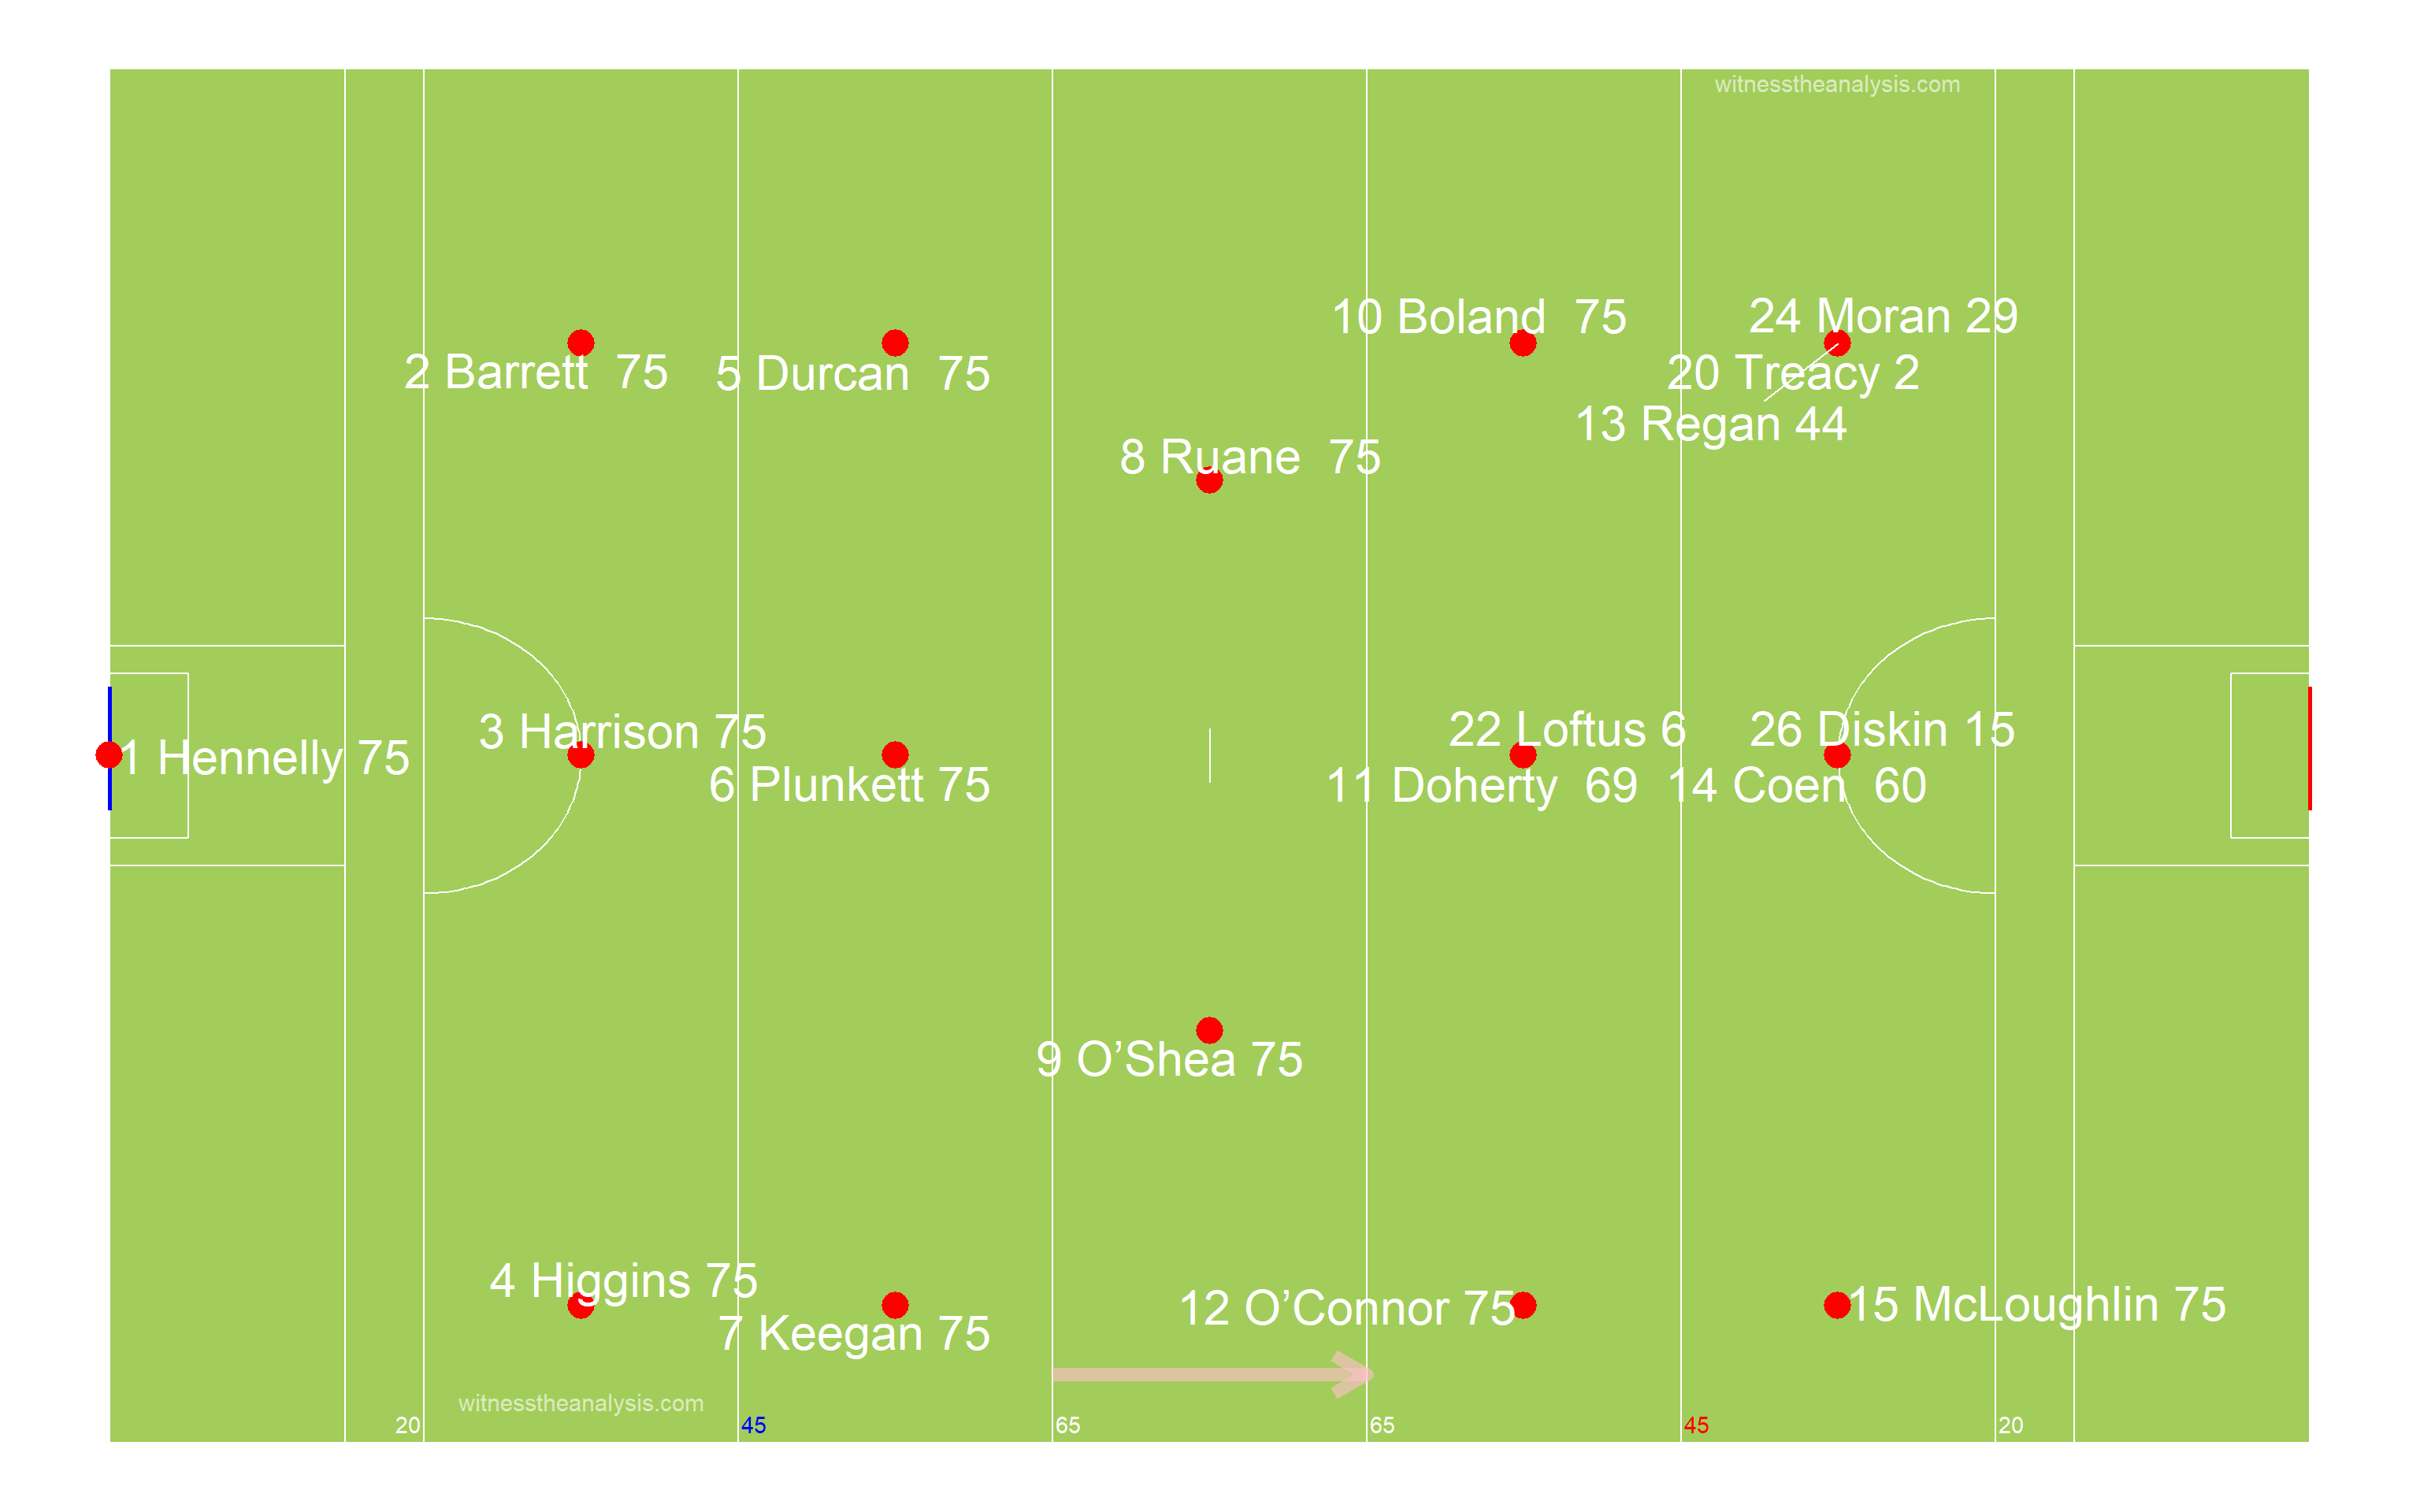 witnesstheanalysis.com
10 Boland 75
24 Moran 29
2 Barrett 75
5 Durcan 75
20 Treacy 2
13 Regan 44
8 Ruane 75
22 Loftus 6
26 Diskin 15
3 Harrison 75
1 Hennelly 75
6 Plunkett 75
11 Doherty 69
14 Coen 60
9 O’Shea 75
4 Higgins 75
12 O’Connor 75
15 McLoughlin 75
7 Keegan 75
witnesstheanalysis.com
20
45
65
65
45
20